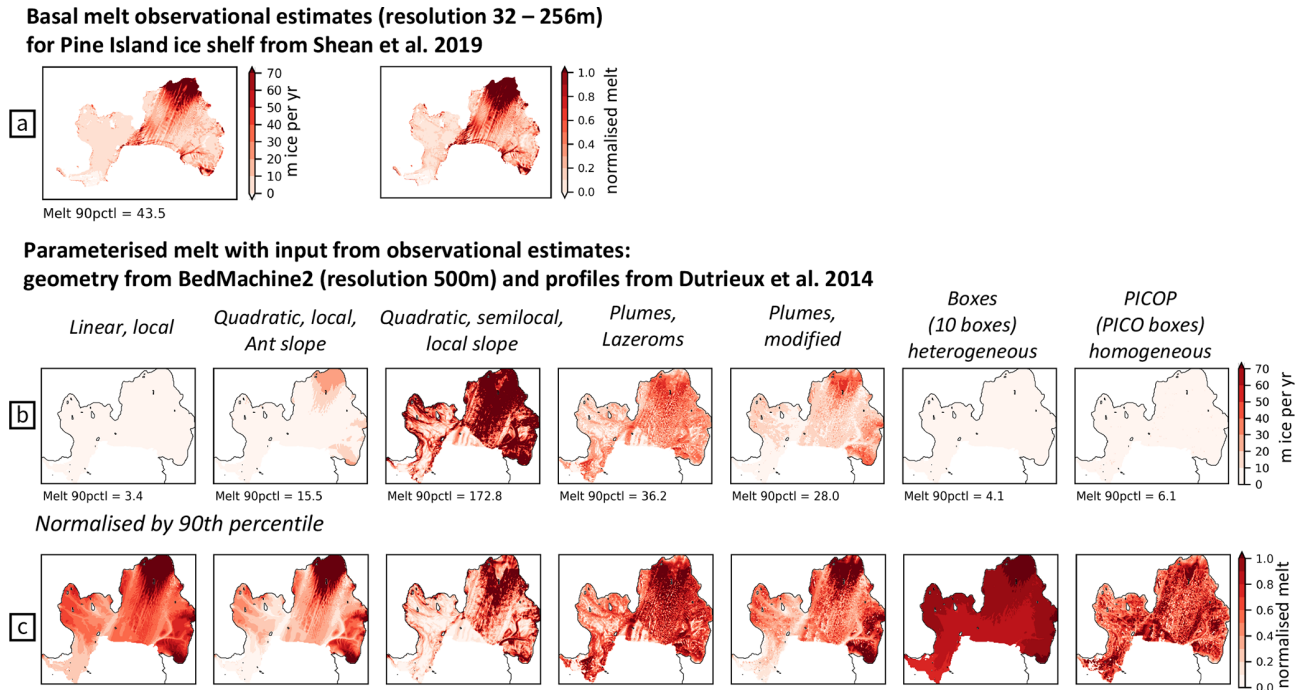 Basal melt observational estimates (resolution 32 – 256m)
for Pine Island ice shelf from Shean et al. 2019
a
70
60
50
40
30
20
10
0
m ice per yr
1.0
0.8
0.6
0.4
0.2
0.0
normalised melt
Melt 90pctl = 43.5
Parameterised melt with input from observational estimates:
geometry from BedMachine2 (resolution 500m) and profiles from Dutrieux et al. 2014
Linear, local
Quadratic, local,
Ant slope
Quadratic, semilocal,
local slope
Plumes,
Lazeroms
Plumes,
modified
Boxes
(10 boxes)
heterogeneous
PICOP
(PICO boxes)
homogeneous
b
70
60
50
40
30
20
10
0
m ice per yr
Melt 90pctl = 3.4
Melt 90pctl = 15.5
Melt 90pctl = 172.8
Melt 90pctl = 36.2
Melt 90pctl = 28.0
Melt 90pctl = 4.1
Melt 90pctl = 6.1
Normalised by 90th percentile
c
1.0
0.8
0.6
0.4
0.2
0.0
normalised melt